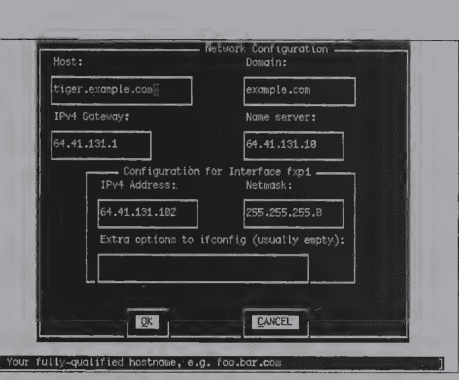 Network Configuration
Host: Domain:
tiger.example.com example.com
IPv4 Gateway: Name server:
64.41.131.1 64.41.131.10
Configuration for Interface fxp1
IPv4 Address: Netmask:
64.41.131.102 255.255.255.0
Extra options to ifconfig (usually empty):
OK CANCEL
Your fully-qualified hostname, e.g. foo.bar.com